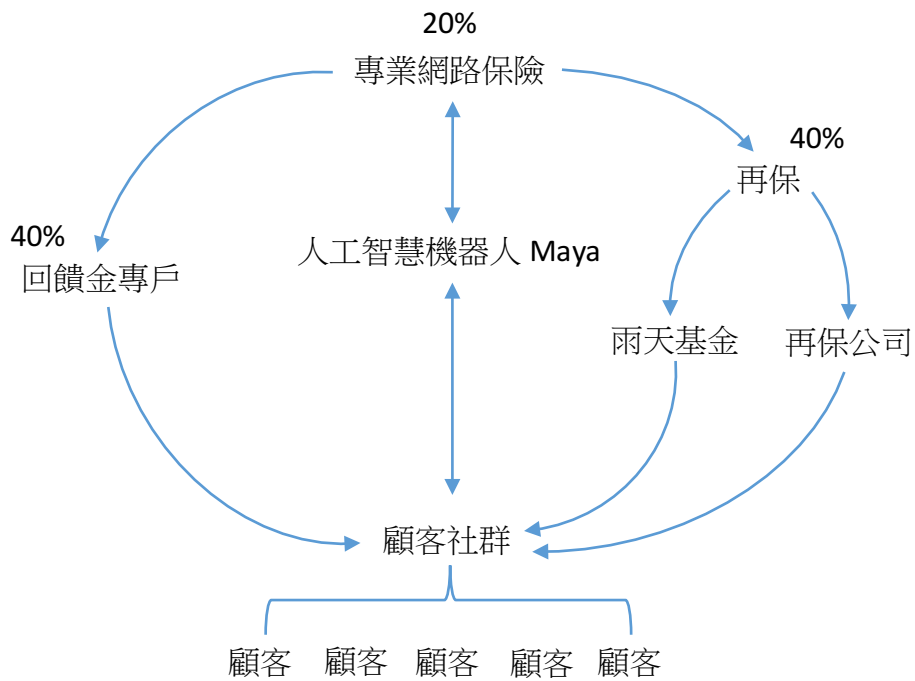 20%
專業網路保險
40%
再保
40%
回饋金專戶
人工智慧機器人 Maya
雨天基金
再保公司
顧客社群
顧客 顧客 顧客 顧客 顧客